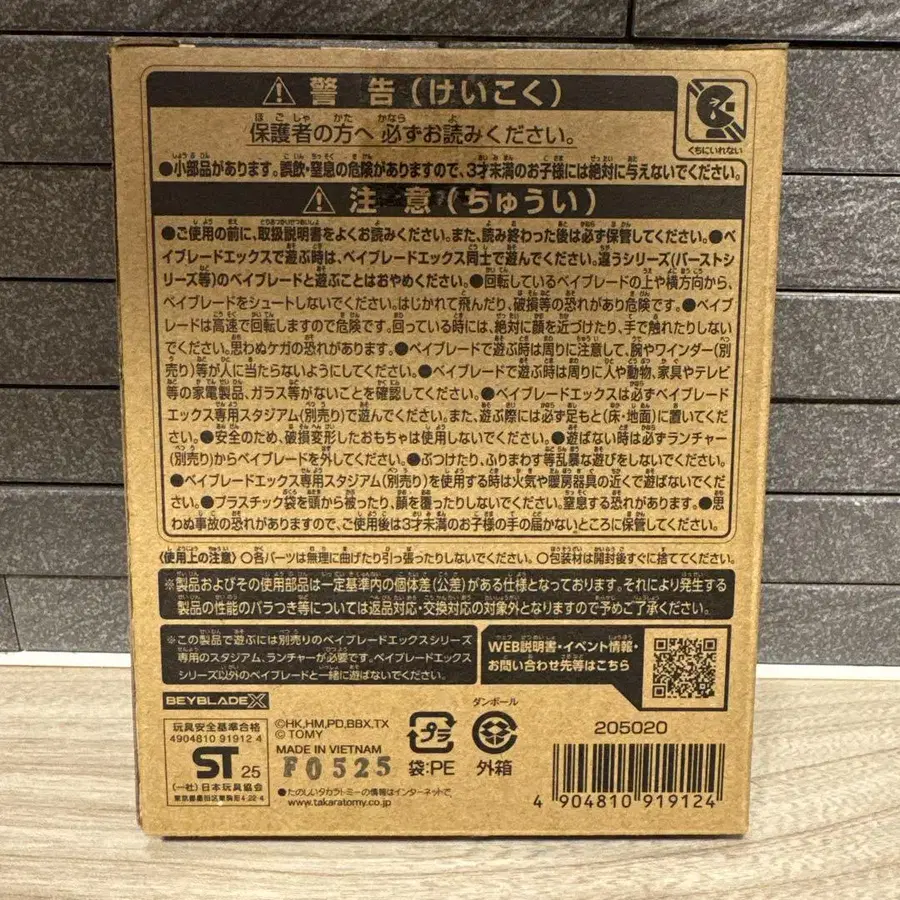 ⚠ 警告(けいこく)
保護者の方へ 必ずお読みください。
くちにいれない
●小部品があります。誤飲・窒息の危険がありますので、3才未満のお子様には絶対に与えないでください。
⚠ 注意(ちゅうい)
●ご使用の前に、取扱説明書をよくお読みください。また、読み終わった後は必ず保管してください。●ベ
イブレードエックスで遊ぶ時は、ベイブレードエックス同士で遊んでください。違うシリーズ(バーストシ
リーズ等)のベイブレードと遊ぶことはおやめください。●回転しているベイブレードの上や横方向から、
ベイブレードをシュートしないでください。はじかれて飛んだり、破損等の恐れがあり危険です。●ベイブレ
ードは高速で回転しますので危険です。回っている時には、絶対に顔を近づけたり、手で触れたりしない
でください。思わぬケガの恐れがあります。●ベイブレードで遊ぶ時は周りに注意して、腕やワインダー(別
売り)等が人に当たらないようにしてください。●ベイブレードで遊ぶ時は周りに人や動物、家具やテレビ
等の家電製品、ガラス等がないことを確認してください。●ベイブレードエックスは必ずベイブレード
エックス専用スタジアム(別売り)で遊んでください。また、遊ぶ際には必ず足もと(床・地面)に置いてくだ
さい。●安全のため、破損変形したおもちゃは使用しないでください。●遊ばない時は必ずランチャー
(別売り)からベイブレードを外してください。●ぶつけたり、ふりまわす等乱暴な遊びをしないでください。
●ベイブレードエックス専用スタジアム(別売り)を使用する時は火気や暖房器具の近くで遊ばないでくだ
さい。●プラスチック袋を頭から被ったり、顔を覆ったりしないでください。窒息する恐れがあります。●思
わぬ事故の恐れがありますので、ご使用後は3才未満のお子様の手の届かないところに保管してください。
〈使用上の注意〉○各パーツは無理に曲げたり引っ張ったりしないでください。○包装材は開封後すぐに捨ててください。
※製品およびその使用部品は一定基準内の個体差(公差)がある仕様となっております。それにより発生する
製品の性能のバラつき等については返品対応・交換対応の対象外となりますので予めご了承ください。
※この製品で遊ぶには別売りのベイブレードエックスシリーズ
専用のスタジアム、ランチャーが必要です。ベイブレードエックス
シリーズ以外のベイブレードと一緒に遊ばないでください。
WEB説明書・イベント情報・
お問い合わせ先等はこちら
BEYBLADE X
玩具安全基準合格
4904810 91912 4
ST 25
(一社)日本玩具協会
東京都墨田区東駒形4-22-4
©HK,HM,PD,BBX,TX
© TOMY
MADE IN VIETNAM
F0525
●たのしいタカラトミーの情報はインターネットで。
www.takaratomy.co.jp
プラ
袋:PE
ダンボール
外箱
205020
4 904810 919124